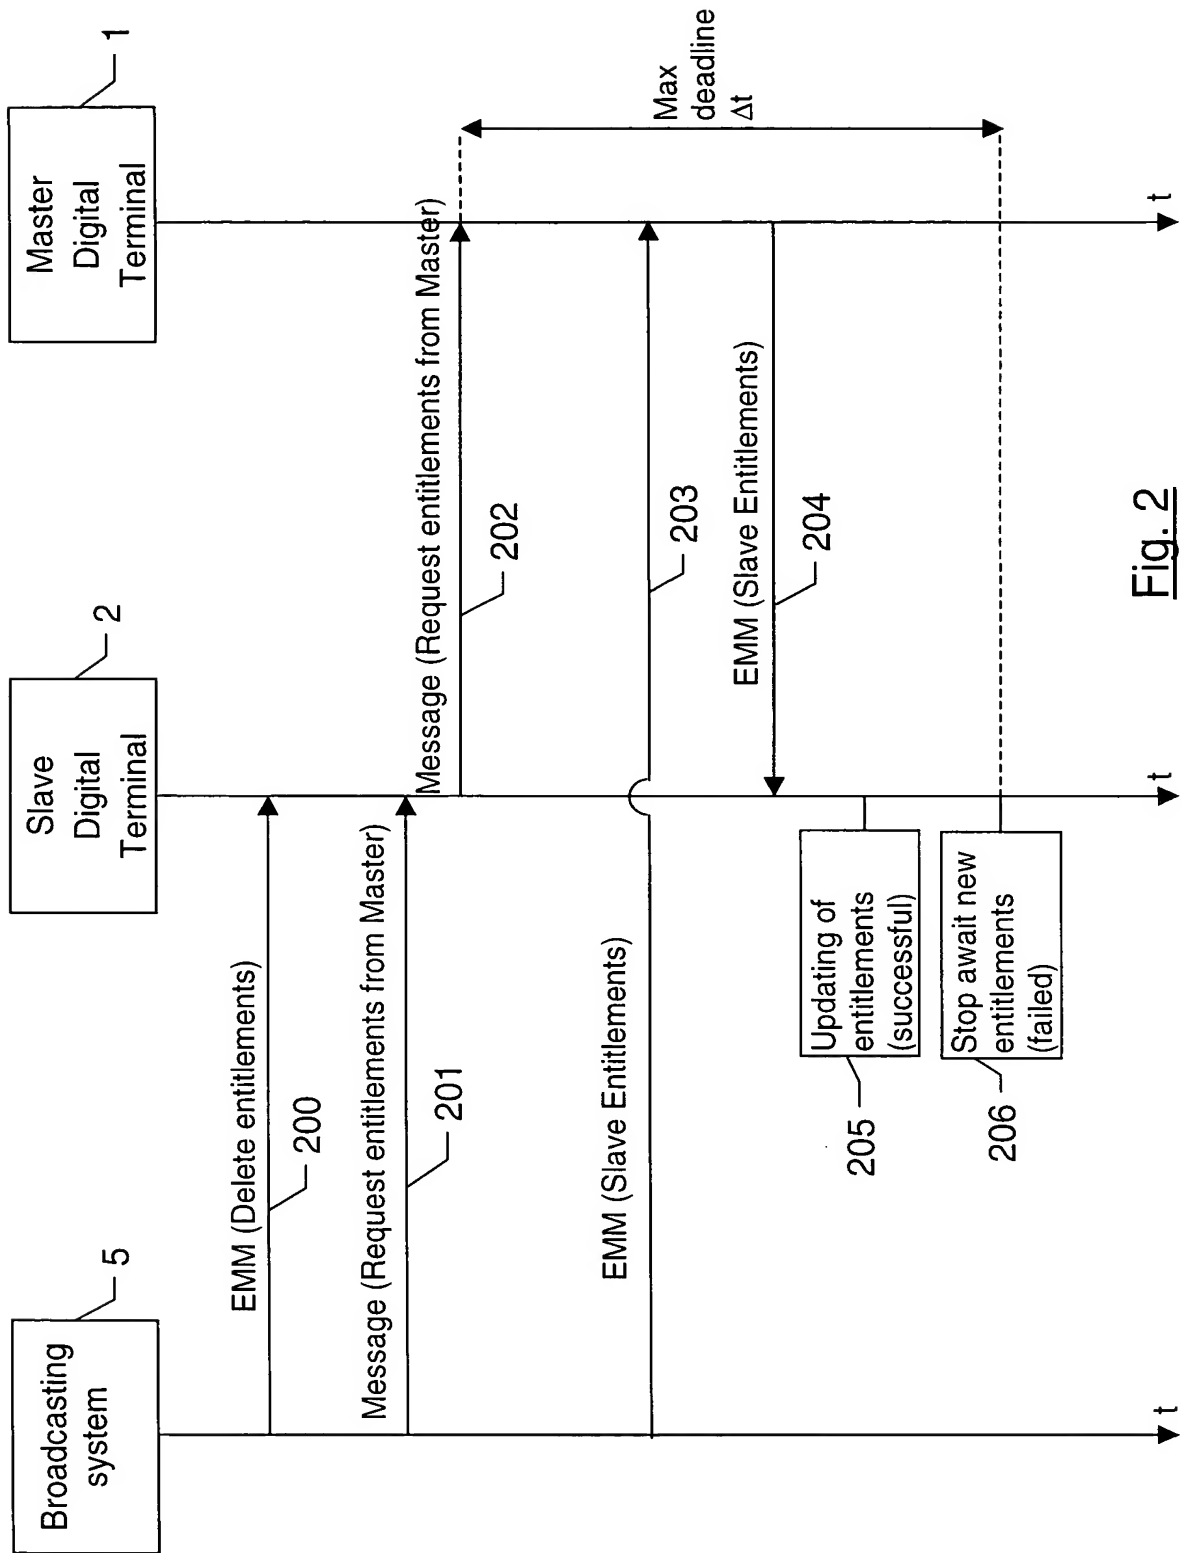 Broadcasting
system
5
Slave
Digital
Terminal
2
Master
Digital
Terminal
1
EMM (Delete entitlements)
200
Message (Request entitlements from Master)
201
Message (Request entitlements from Master)
202
EMM (Slave Entitlements)
203
EMM (Slave Entitlements)
204
Max
deadline
Δt
Updating of
entitlements
(successful)
205
Stop await new
entitlements
(failed)
206
t
t
t
Fig. 2